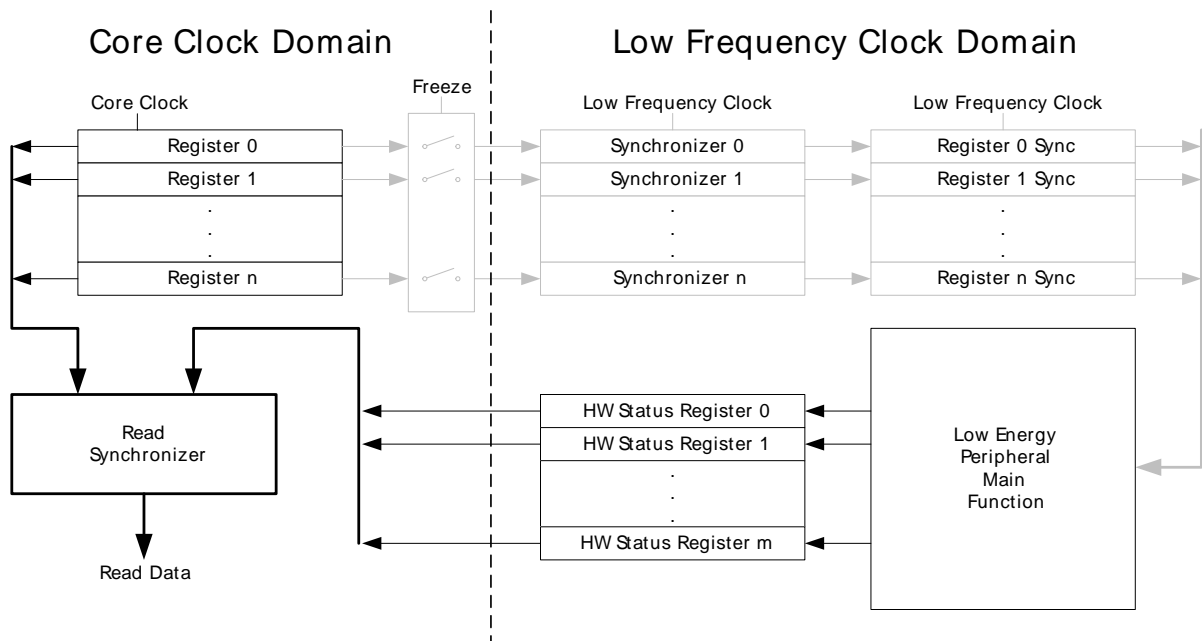 Core Clock Domain
Low Frequency Clock Domain
Freeze
Core Clock
Low Frequency Clock
Low Frequency Clock
Register 0
Synchronizer 0
Register 0 Sync
Register 1
Synchronizer 1
Register 1 Sync
.
.
.
.
.
.
.
.
.
Register n
Synchronizer n
Register n Sync
Read
Synchronizer
HW Status Register 0
HW Status Register 1
.
.
.
HW Status Register m
Low Energy
Peripheral
Main
Function
Read Data